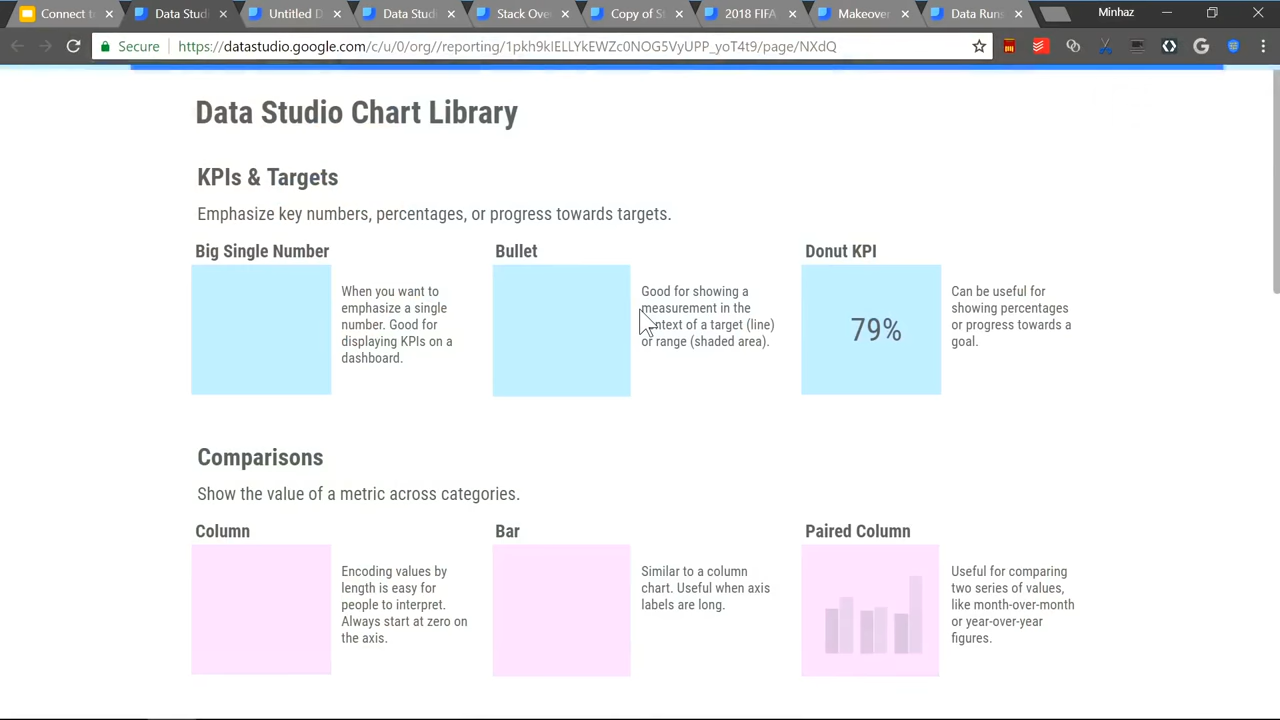 Connect to
Data Studi
Untitled D
Data Studi
Stack Ove
Copy of S
2018 FIFA
Makeover
Data Runs
Minhaz
Secure
https://datastudio.google.com/c/u/0/org//reporting/1pkh9klELLYkEWZc0NOG5VyUPP_yoT4t9/page/NXdQ
Data Studio Chart Library
KPIs & Targets
Emphasize key numbers, percentages, or progress towards targets.
Big Single Number
When you want to
emphasize a single
number. Good for
displaying KPIs on a
dashboard.
Bullet
Good for showing a
measurement in the
context of a target (line)
or range (shaded area).
Donut KPI
79%
Can be useful for
showing percentages
or progress towards a
goal.
Comparisons
Show the value of a metric across categories.
Column
Encoding values by
length is easy for
people to interpret.
Always start at zero on
the axis.
Bar
Similar to a column
chart. Useful when axis
labels are long.
Paired Column
Useful for comparing
two series of values,
like month-over-month
or year-over-year
figures.